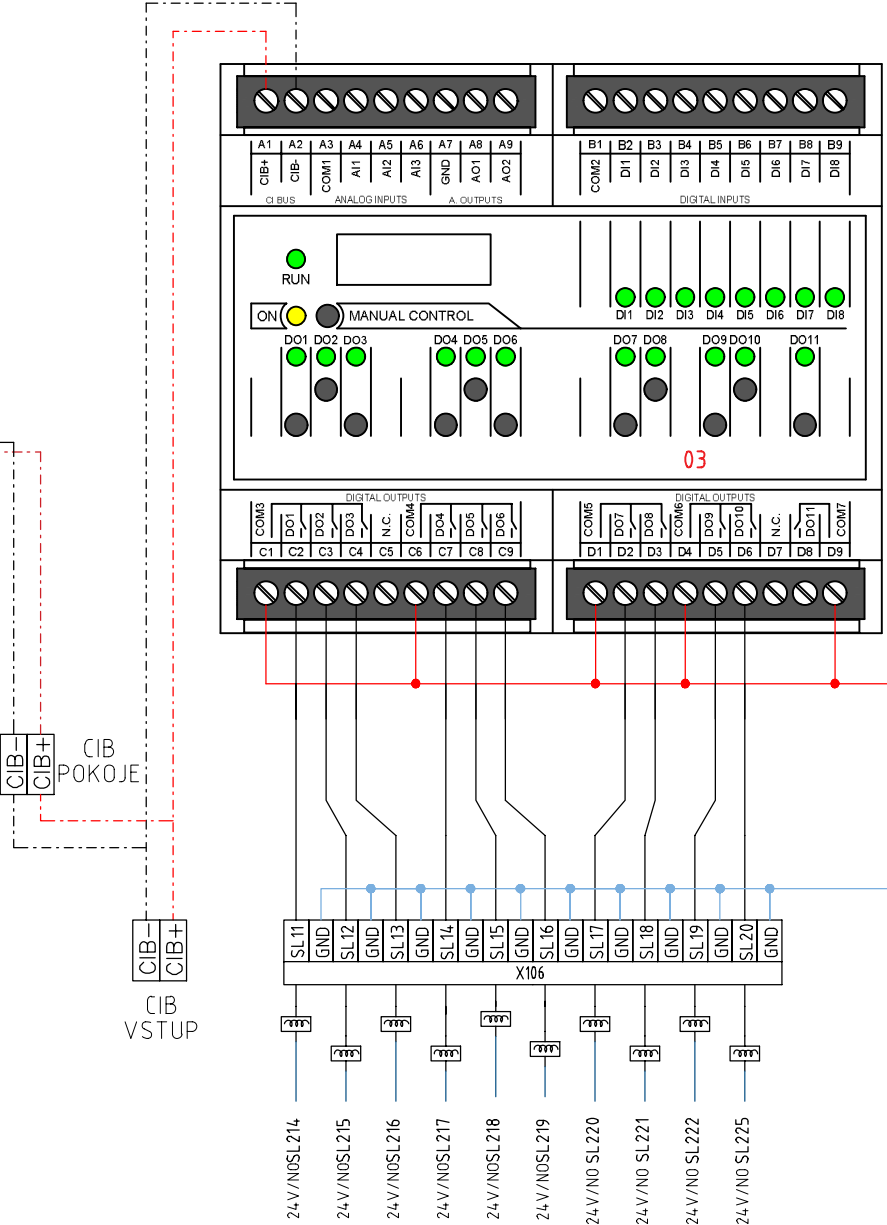 A1 A2 A3 A4 A5 A6 A7 A8 A9
CIB+ CIB- COM1 AI1 AI2 AI3 GND AO1 AO2
CI BUS ANALOG INPUTS A. OUTPUTS
B1 B2 B3 B4 B5 B6 B7 B8 B9
COM2 DI1 DI2 DI3 DI4 DI5 DI6 DI7 DI8
DIGITAL INPUTS
RUN
ON MANUAL CONTROL
DI1 DI2 DI3 DI4 DI5 DI6 DI7 DI8
DO1 DO2 DO3 DO4 DO5 DO6 DO7 DO8 DO9 DO10 DO11
03
DIGITAL OUTPUTS
COM3 DO1 DO2 DO3 N.C. COM4 DO4 DO5 DO6
C1 C2 C3 C4 C5 C6 C7 C8 C9
DIGITAL OUTPUTS
COM5 DO7 DO8 COM6 DO9 DO10 N.C. DO11 COM7
D1 D2 D3 D4 D5 D6 D7 D8 D9
CIB- CIB+
CIB
POKOJE
CIB- CIB+
CIB
VSTUP
SL11 GND SL12 GND SL13 GND SL14 GND SL15 GND SL16 GND SL17 GND SL18 GND SL19 GND SL20 GND
X106
24V/NOSL214
24V/NOSL215
24V/NOSL216
24V/NOSL217
24V/NOSL218
24V/NOSL219
24V/NO SL220
24V/NO SL221
24V/NO SL222
24V/NO SL225